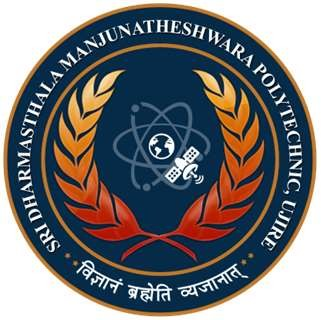 SRI DHARMASTHALA MANJUNATHESHWARA POLYTECHNIC, UJIRE
विज्ञानं ब्रह्मेति व्यजानात्